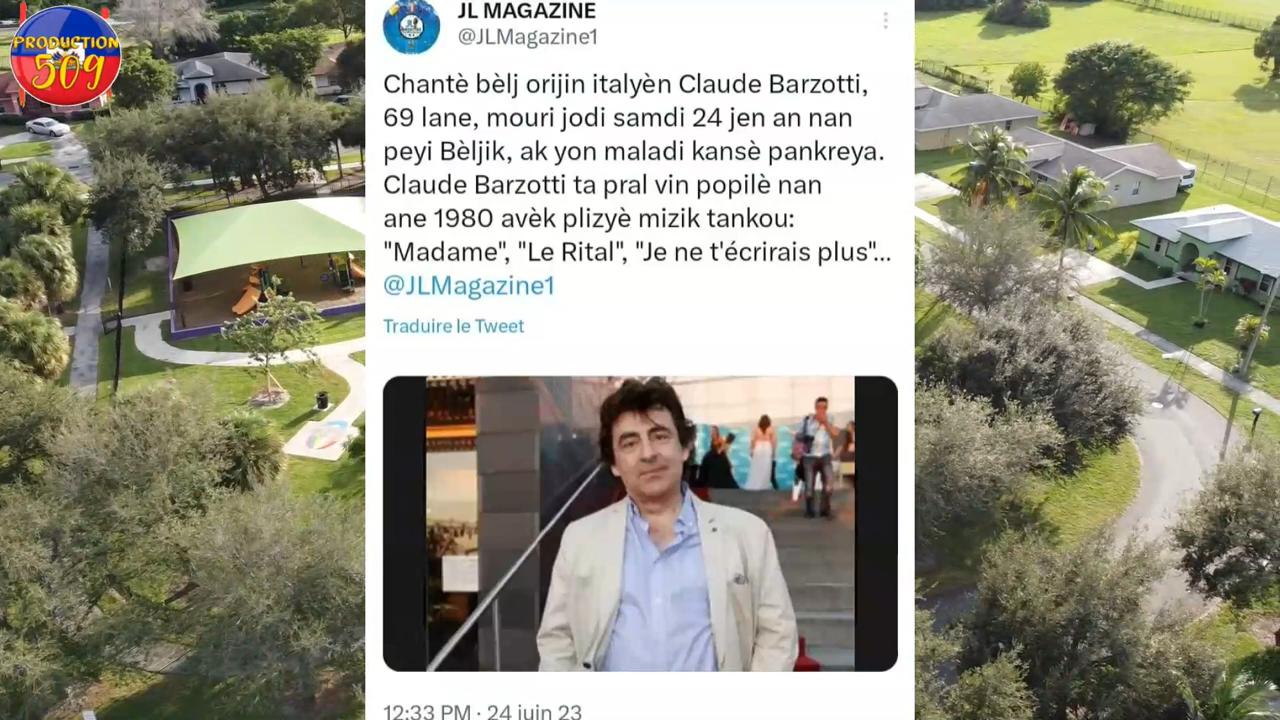 PRODUCTION
509
JL MAGAZINE
@JLMagazine1
Chantè bèlj orijin italyèn Claude Barzotti,
69 lane, mouri jodi samdi 24 jen an nan
peyi Bèljik, ak yon maladi kansè pankreya.
Claude Barzotti ta pral vin popilè nan
ane 1980 avèk plizyè mizik tankou:
"Madame", "Le Rital", "Je ne t'écrirais plus"...
@JLMagazine1
Traduire le Tweet
12:33 PM · 24 juin 23